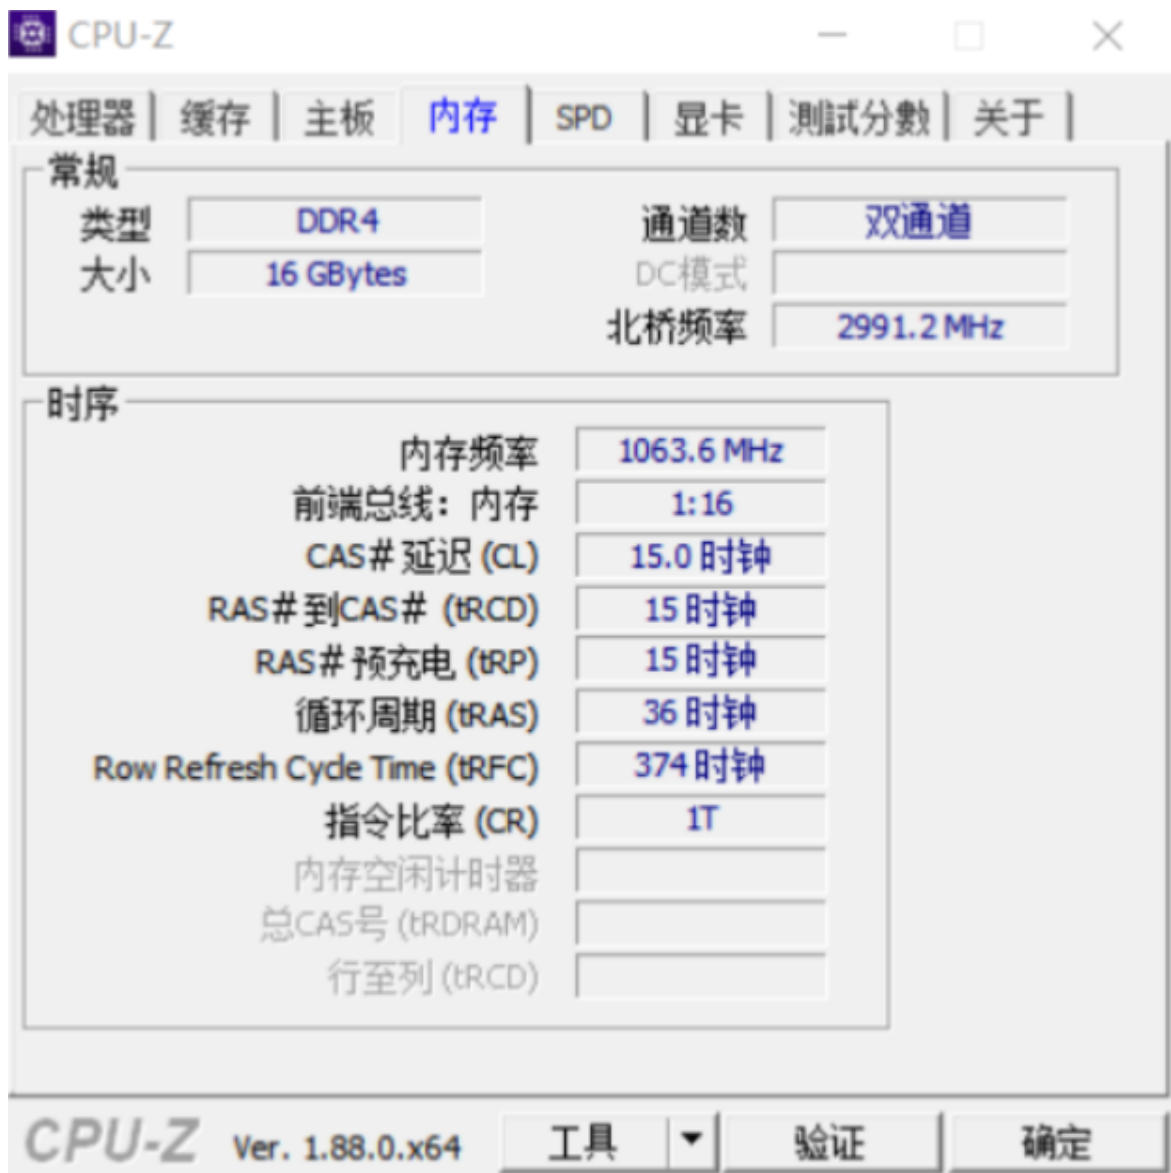 CPU-Z
处理器 缓存 主板 内存 SPD 显卡 測試分數 关于
常规
类型 DDR4 通道数 双通道
大小 16 GBytes DC模式
北桥频率 2991.2 MHz
时序
内存频率 1063.6 MHz
前端总线：内存 1:16
CAS# 延迟 (CL) 15.0 时钟
RAS# 到CAS# (tRCD) 15 时钟
RAS# 预充电 (tRP) 15 时钟
循环周期 (tRAS) 36 时钟
Row Refresh Cycle Time (tRFC) 374 时钟
指令比率 (CR) 1T
内存空闲计时器
总CAS号 (tRDRAM)
行至列 (tRCD)
CPU-Z Ver. 1.88.0.x64 工具 验证 确定